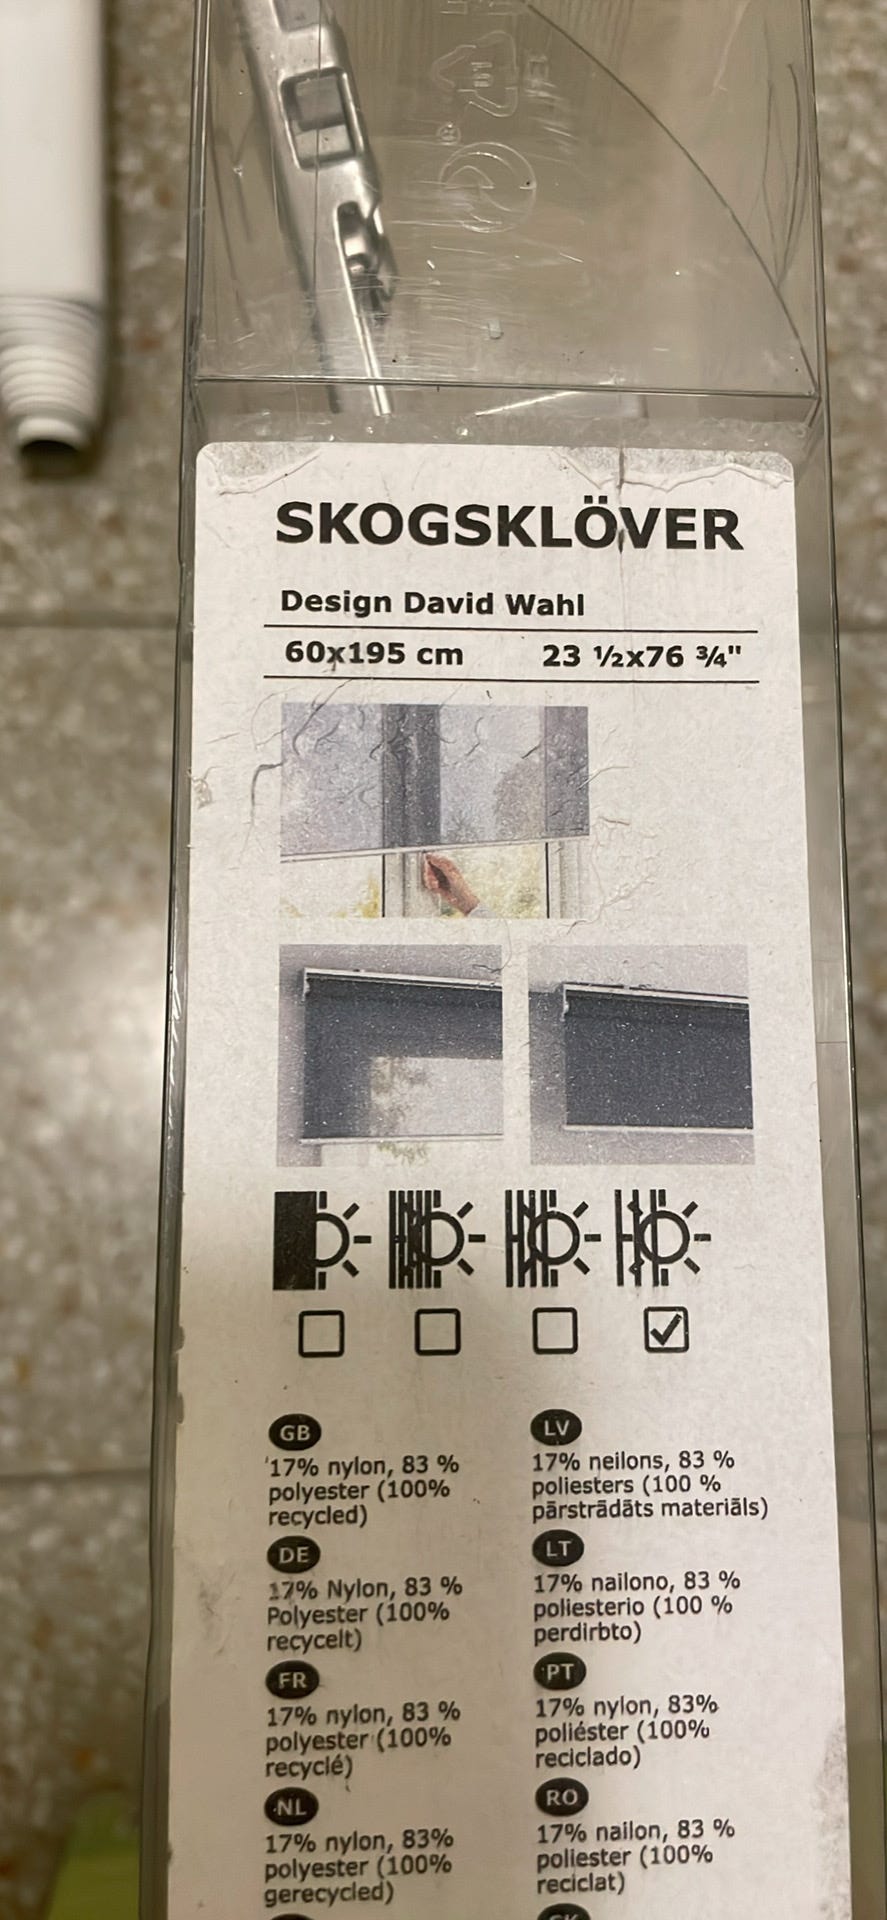 SKOGSKLÖVER
Design David Wahl
60x195 cm 23 ½x76 ¾"
GB
17% nylon, 83 %
polyester (100%
recycled)
DE
17% Nylon, 83 %
Polyester (100%
recycelt)
FR
17% nylon, 83 %
polyester (100%
recyclé)
NL
17% nylon, 83%
polyester (100%
gerecycled)
LV
17% neilons, 83 %
poliesters (100 %
pārstrādāts materiāls)
LT
17% nailono, 83 %
poliesterio (100 %
perdirbto)
PT
17% nylon, 83%
poliéster (100%
reciclado)
RO
17% nailon, 83 %
poliester (100%
reciclat)